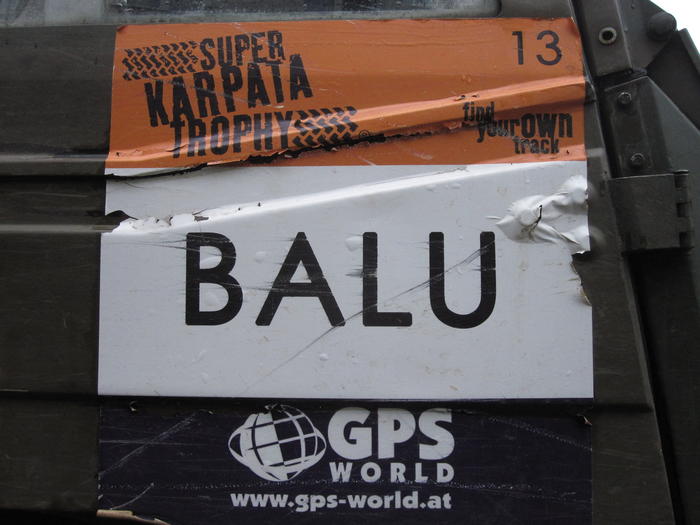 SUPER
KARPATA
TROPHY
13
find
your OWN
track
BALU
GPS
WORLD
www.gps-world.at